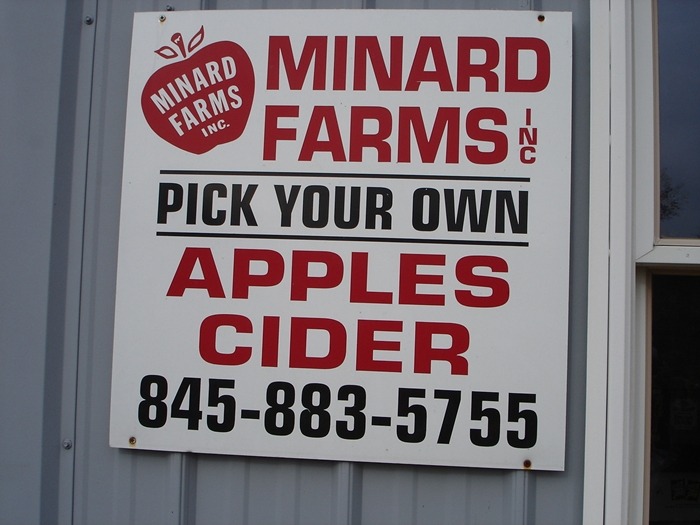 MINARD
FARMS
INC.
MINARD
FARMS INC
PICK YOUR OWN
APPLES
CIDER
845-883-5755